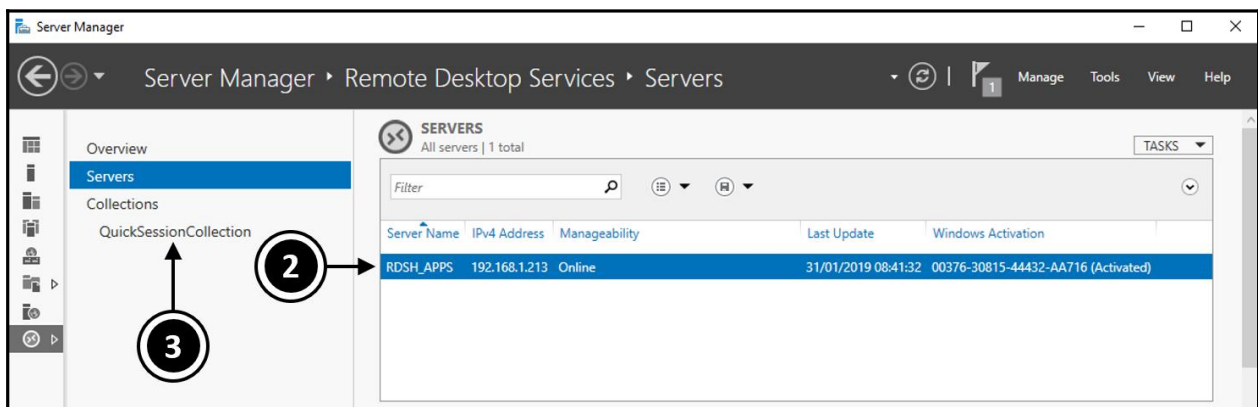 Server Manager
Server Manager ‣ Remote Desktop Services ‣ Servers
1 Manage Tools View Help
Overview
Servers
Collections
QuickSessionCollection
3
SERVERS
All servers | 1 total
TASKS
Filter
Server Name IPv4 Address Manageability Last Update Windows Activation
2
RDSH_APPS 192.168.1.213 Online 31/01/2019 08:41:32 00376-30815-44432-AA716 (Activated)